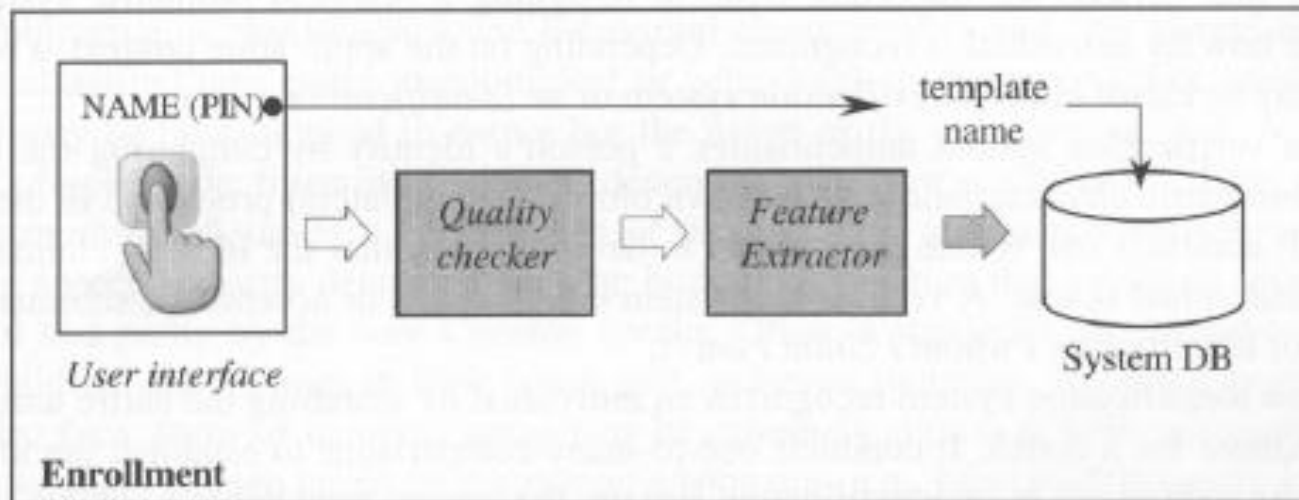 NAME (PIN)
template
name
Quality
checker
Feature
Extractor
User interface
System DB
Enrollment